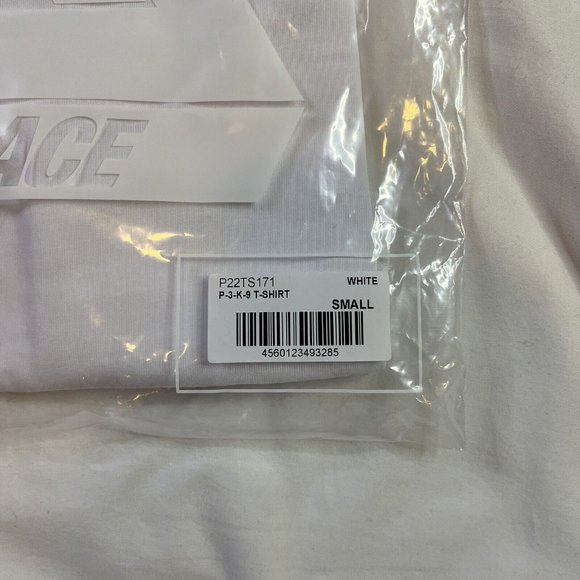 ACE
P22TS171 WHITE
P-3-K-9 T-SHIRT
SMALL
4560123493285